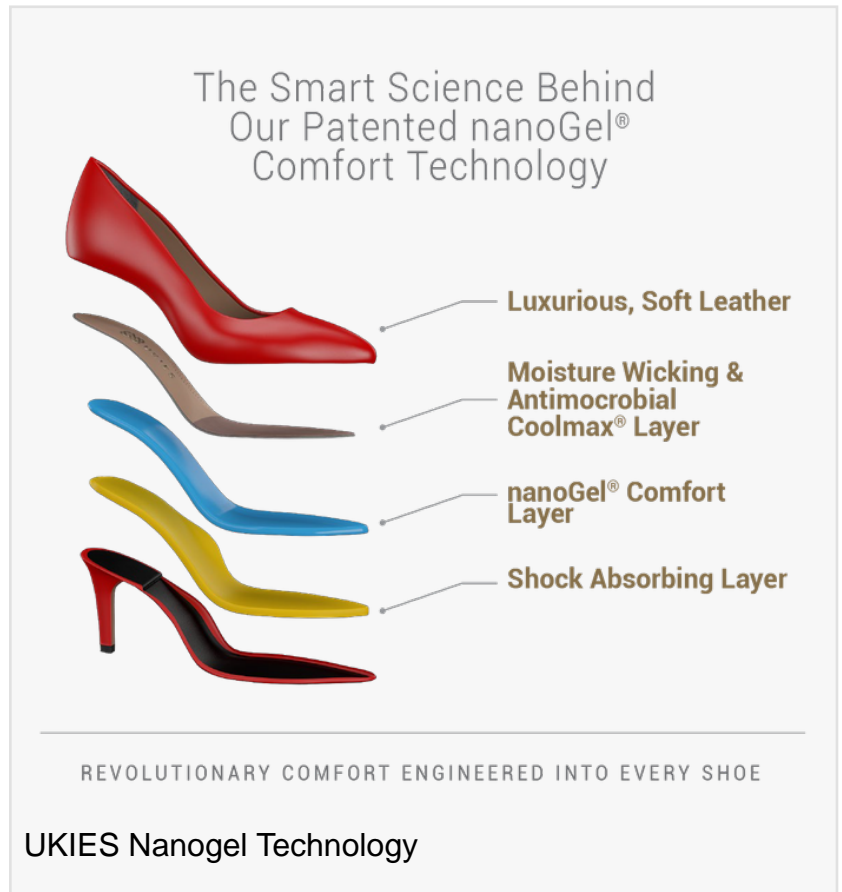 The Smart Science Behind
Our Patented nanoGel®
Comfort Technology
Luxurious, Soft Leather
Moisture Wicking &
Antimocrobial
Coolmax® Layer
nanoGel® Comfort
Layer
Shock Absorbing Layer
REVOLUTIONARY COMFORT ENGINEERED INTO EVERY SHOE
UKIES Nanogel Technology